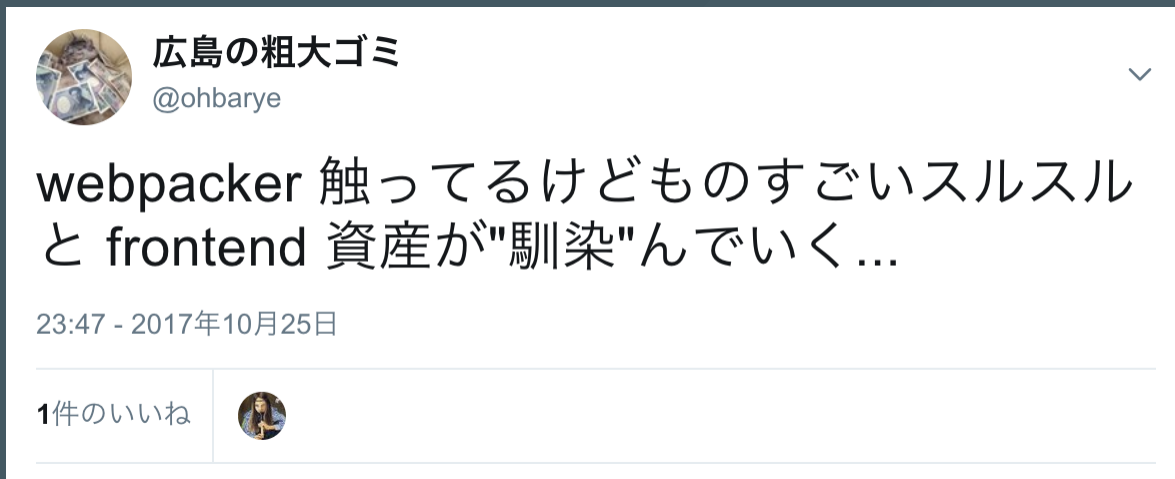 広島の粗大ゴミ
@ohbarye
webpacker 触ってるけどものすごいスルスル
と frontend 資産が"馴染"んでいく...
23:47 - 2017年10月25日
1件のいいね